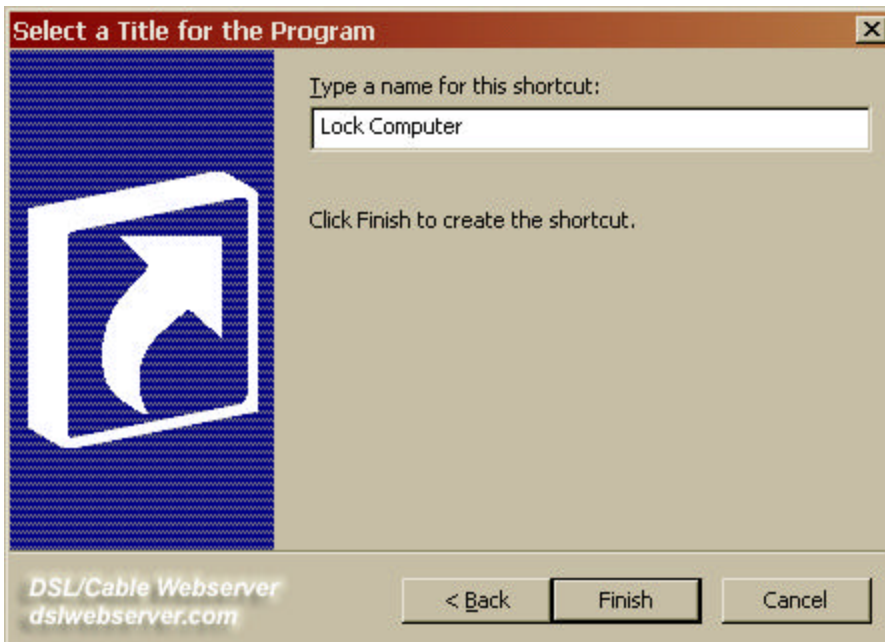 Select a Title for the Program
Type a name for this shortcut:
Lock Computer
Click Finish to create the shortcut.
DSL/Cable Webserver
dslwebserver.com
< Back Finish Cancel